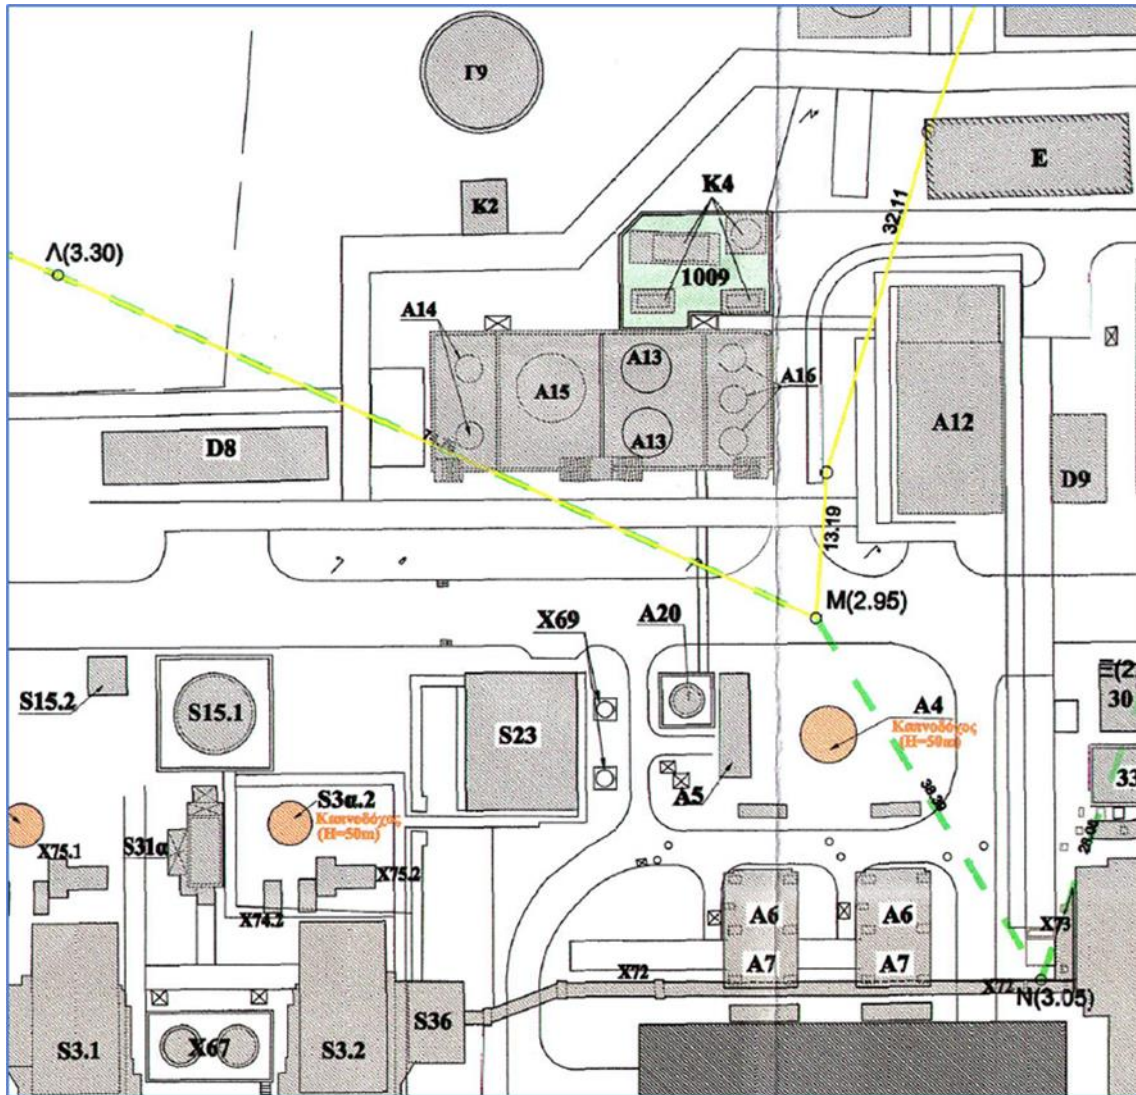 Γ9
E
K4
K2
32.11
Λ(3.30)
1009
A14
A13
A15
A16
A13
A12
D8
D9
13.19
M(2.95)
X69
A20
S15.2
S15.1
S23
A4
Καπνοδόχος
(H=50m)
30
33
A5
38.39
S3α.2
Καπνοδόχος
(H=50m)
S31α
X75.1
X75.2
X74.2
A6
A6
X73
A7
A7
X72
X72
N(3.05)
S36
S3.1
X67
S3.2